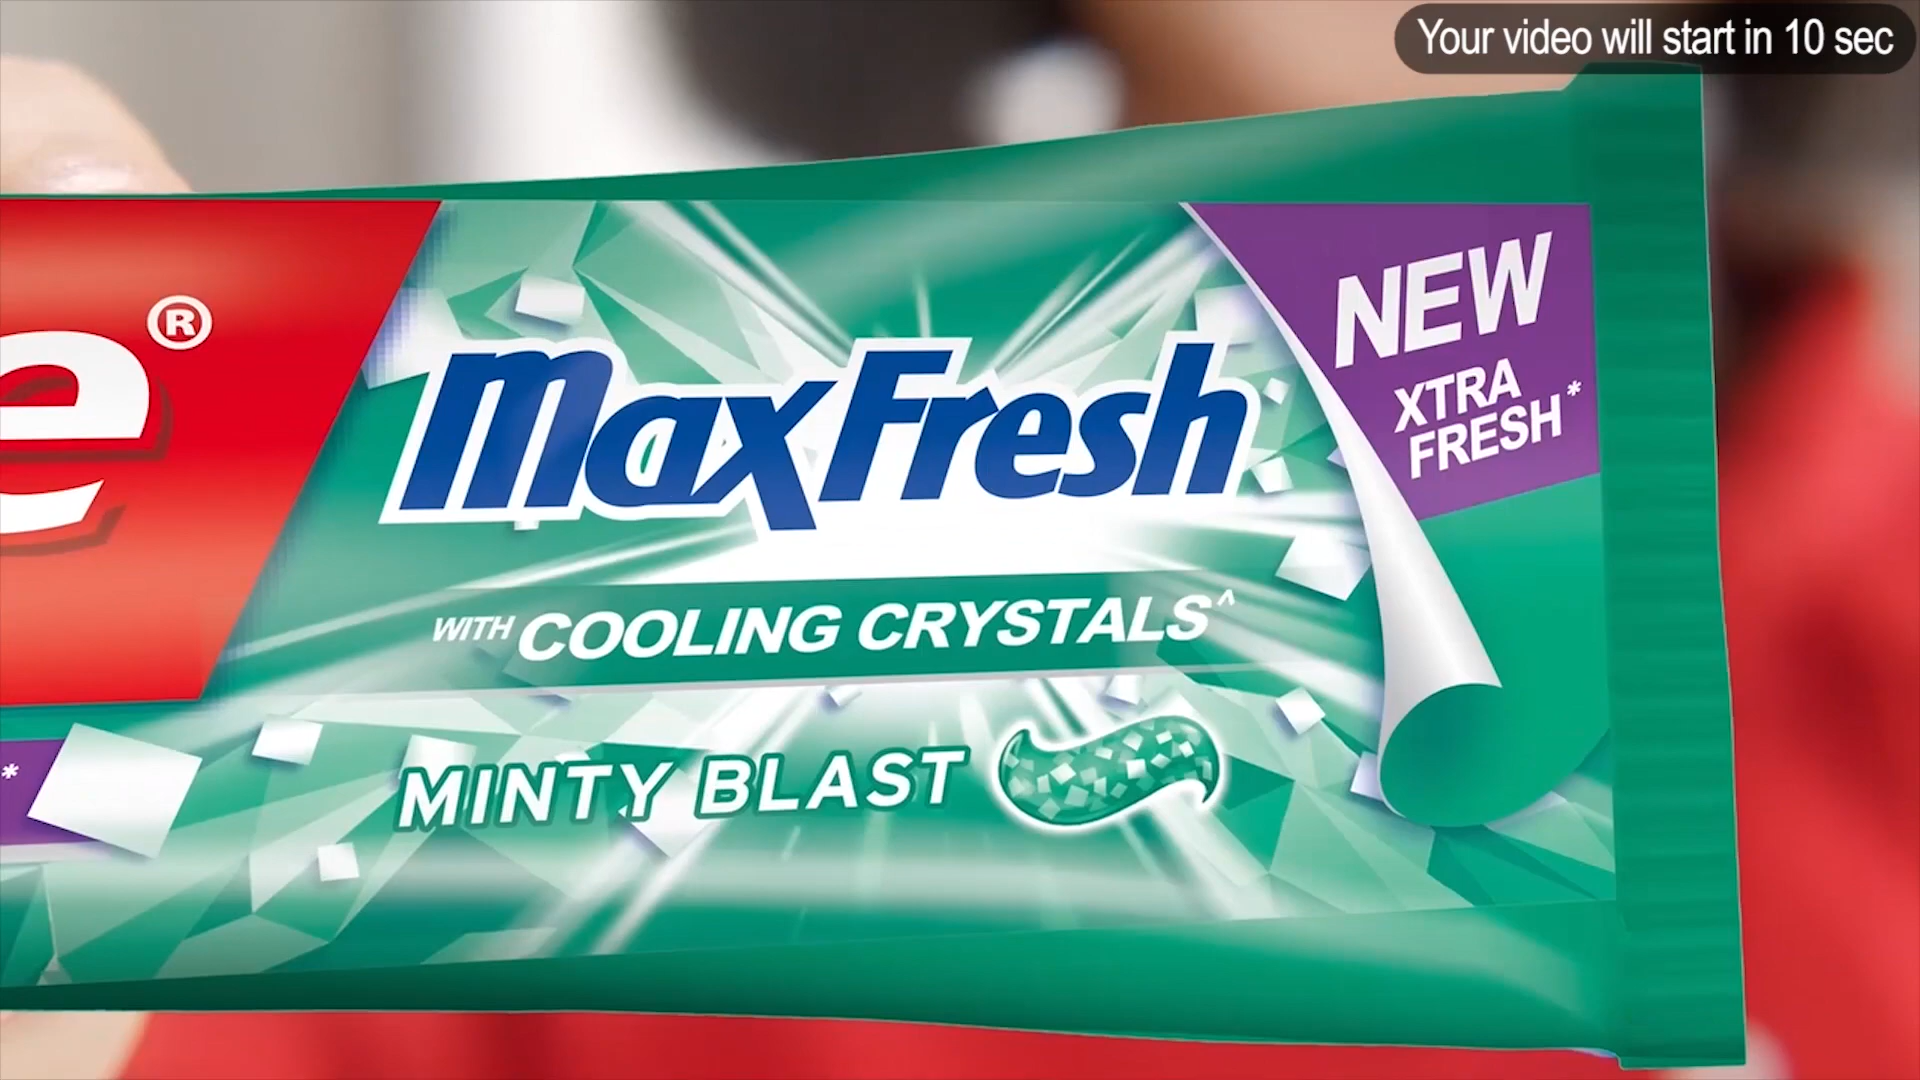 Your video will start in 10 sec
e®
MaxFresh
NEW
XTRA
FRESH*
WITH COOLING CRYSTALS^
MINTY BLAST
*